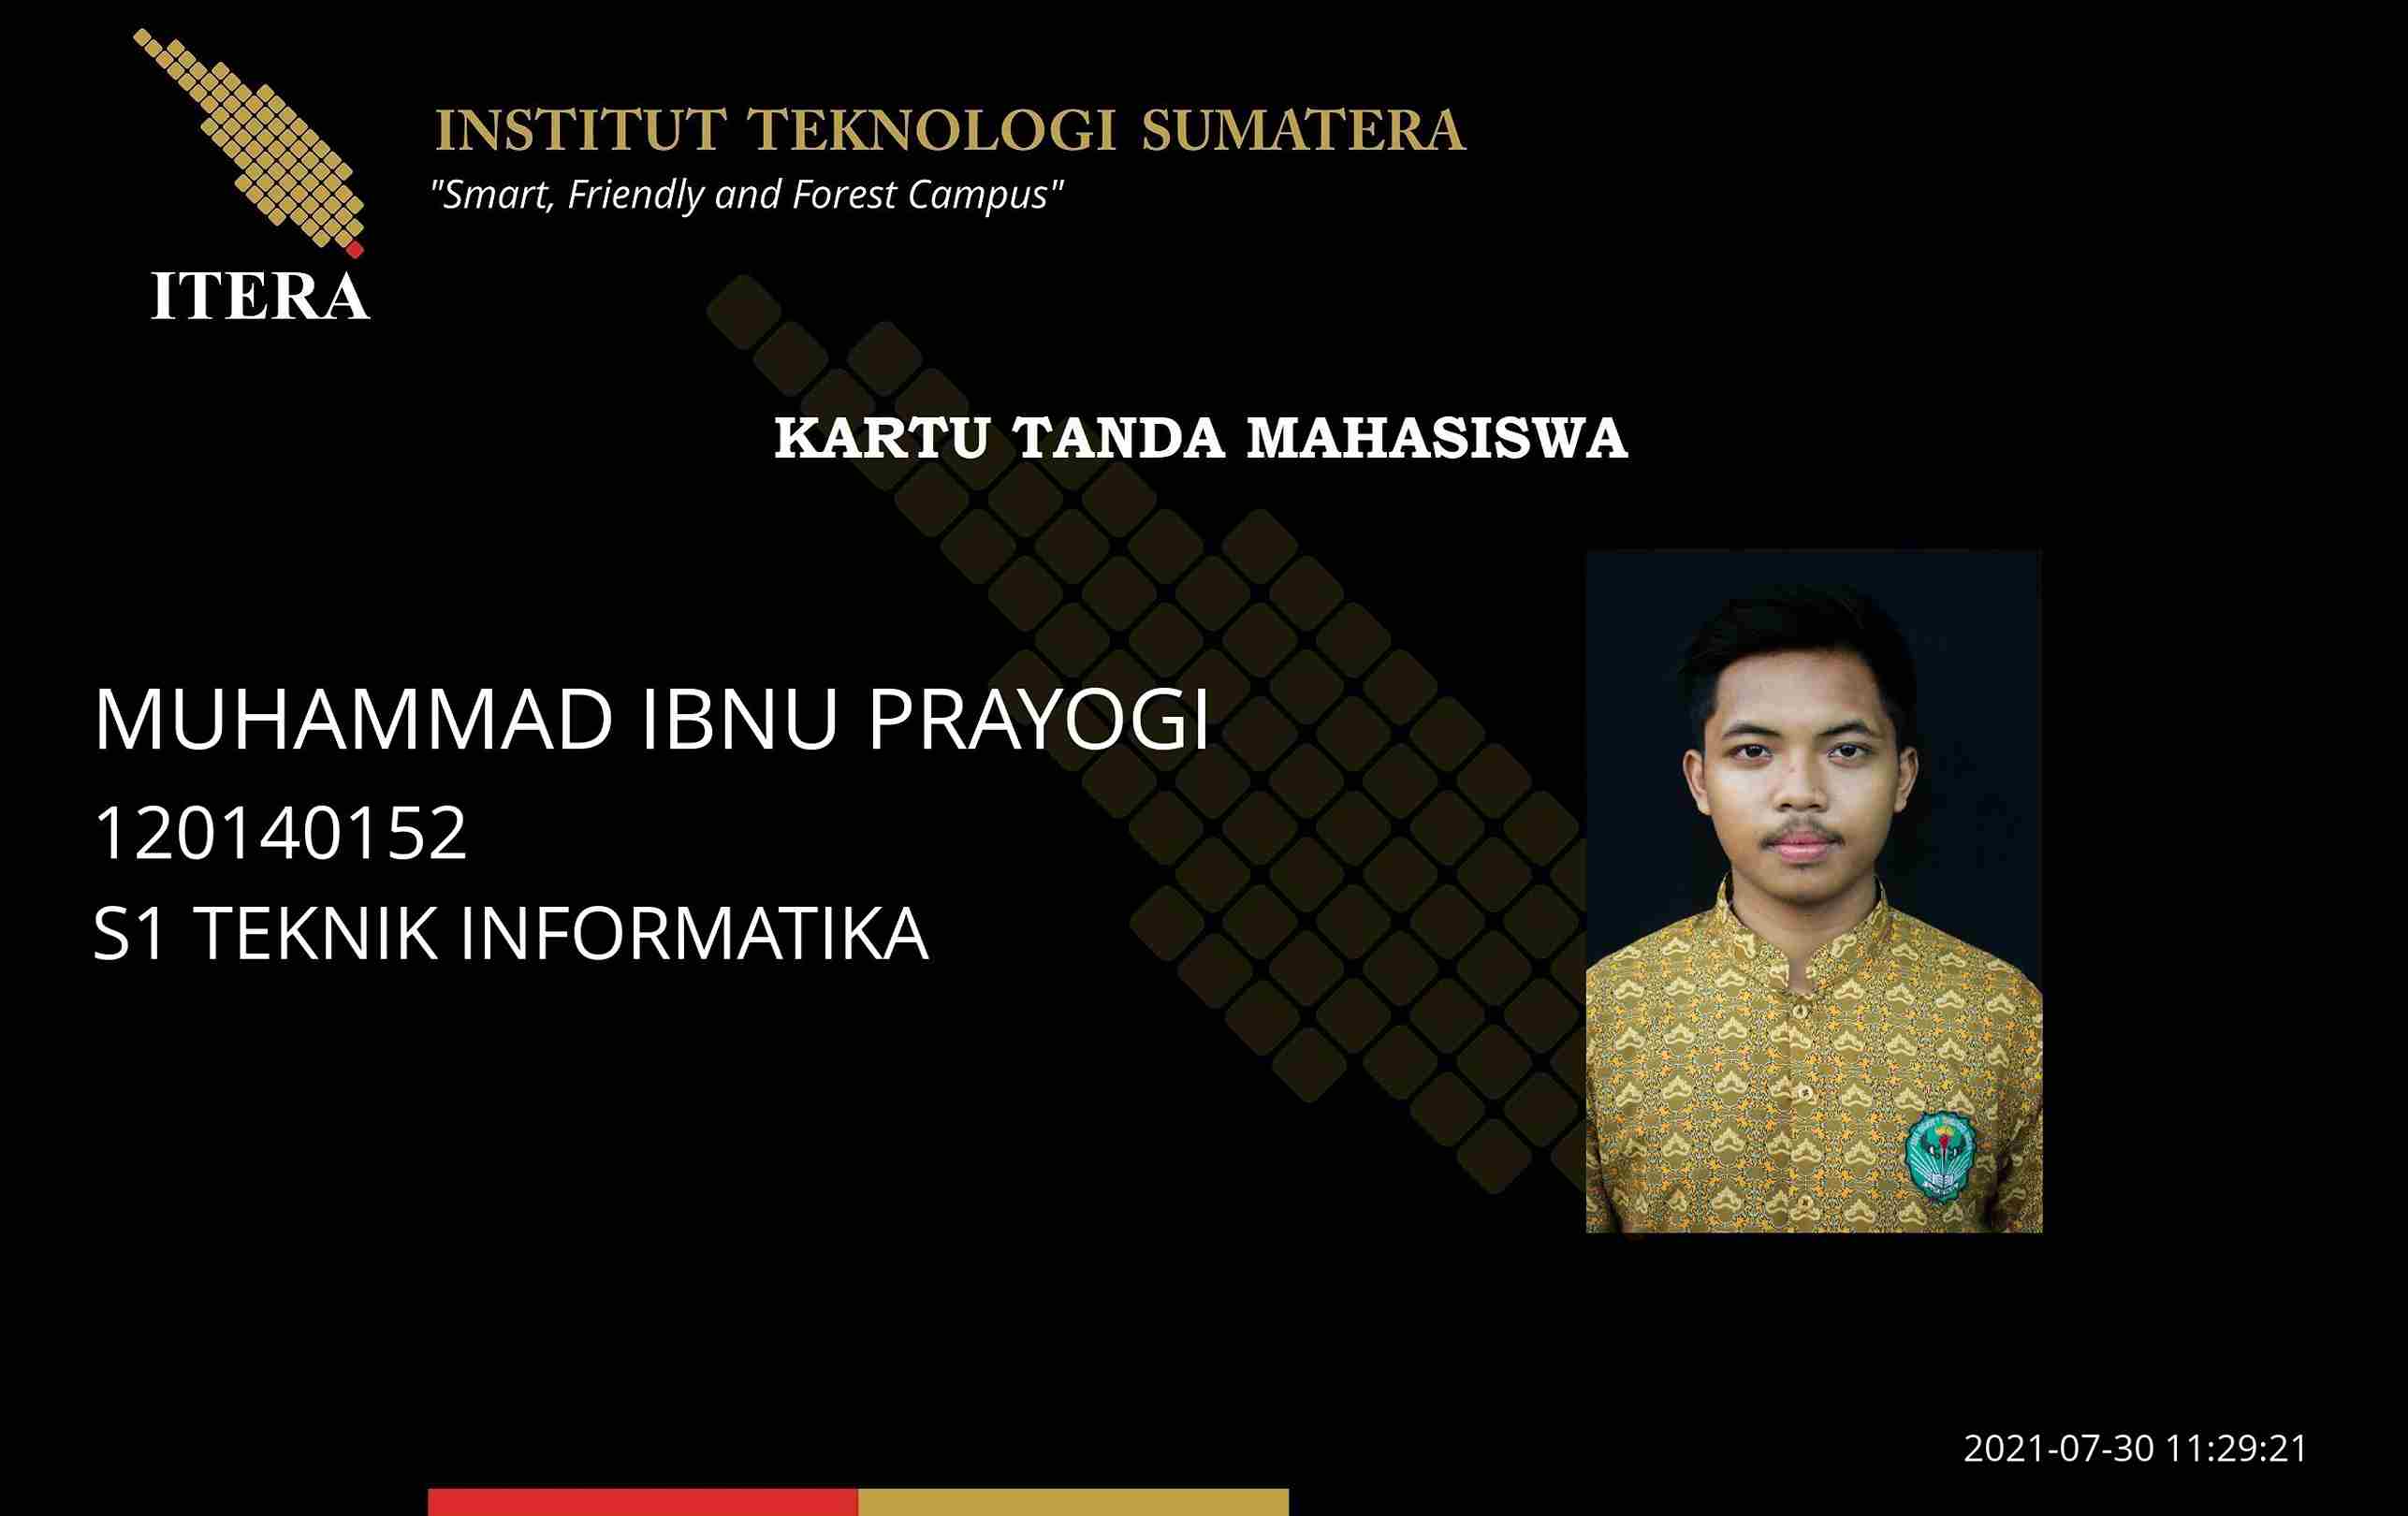 INSTITUT TEKNOLOGI SUMATERA
"Smart, Friendly and Forest Campus"
ITERA
KARTU TANDA MAHASISWA
MUHAMMAD IBNU PRAYOGI
120140152
S1 TEKNIK INFORMATIKA
2021-07-30 11:29:21